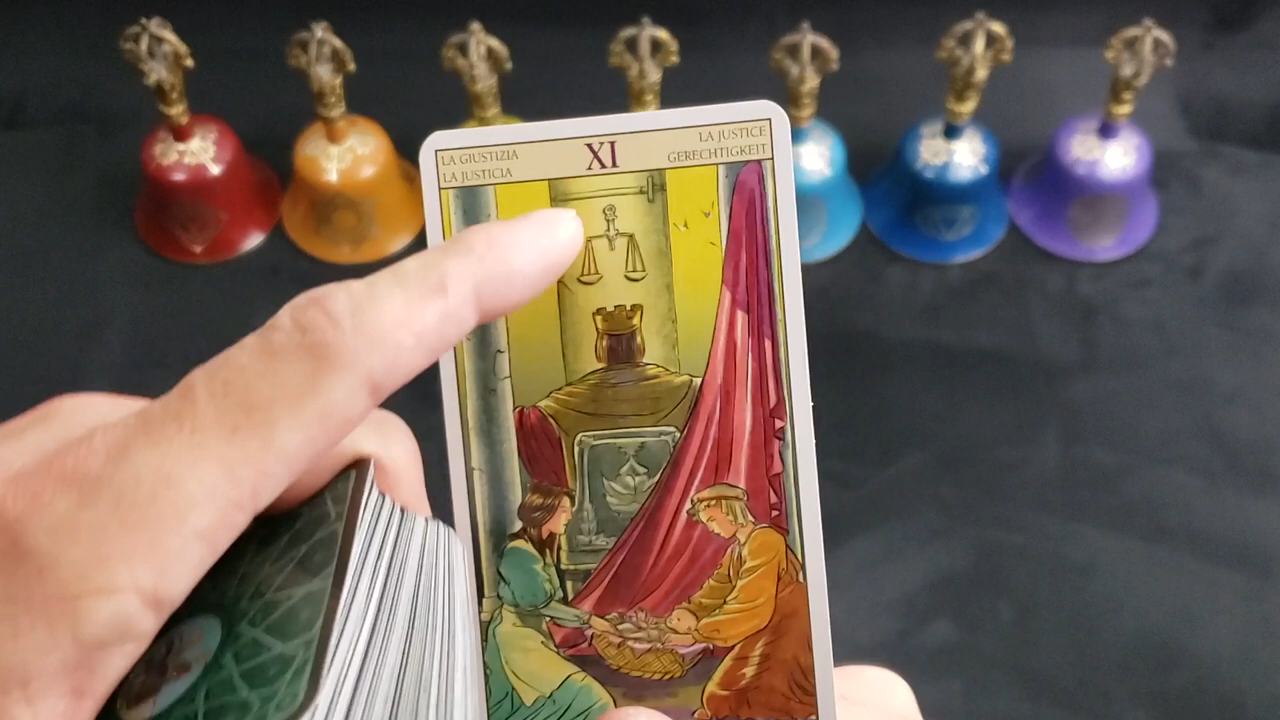 LA GIUSTIZIA
LA JUSTICIA
XI
LA JUSTICE
GERECHTIGKEIT